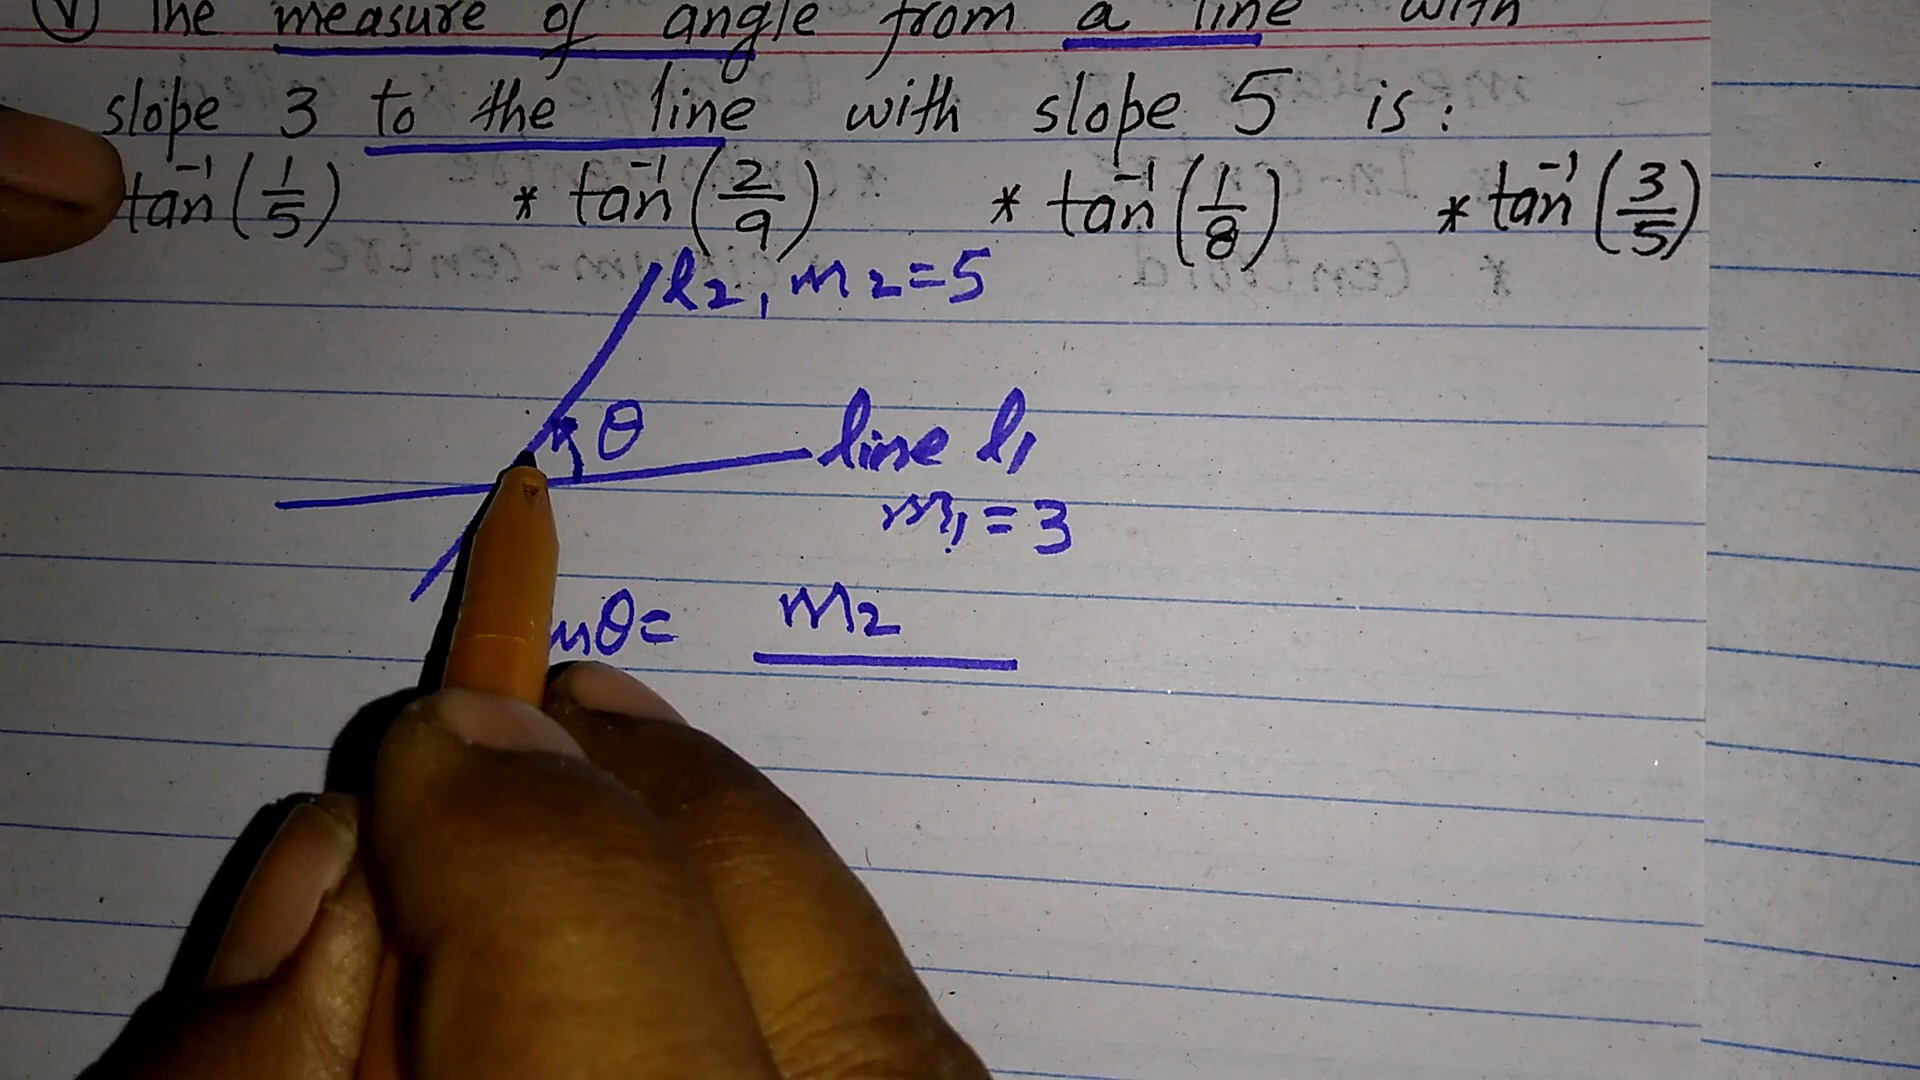 (v) The measure of angle from a line with
slope 3 to the line with slope 5 is:
tan⁻¹(1/5) * tan⁻¹(2/9) * tan⁻¹(1/8) * tan⁻¹(3/5)
l2, m2=5
θ
line l1
m1=3
θ= m2